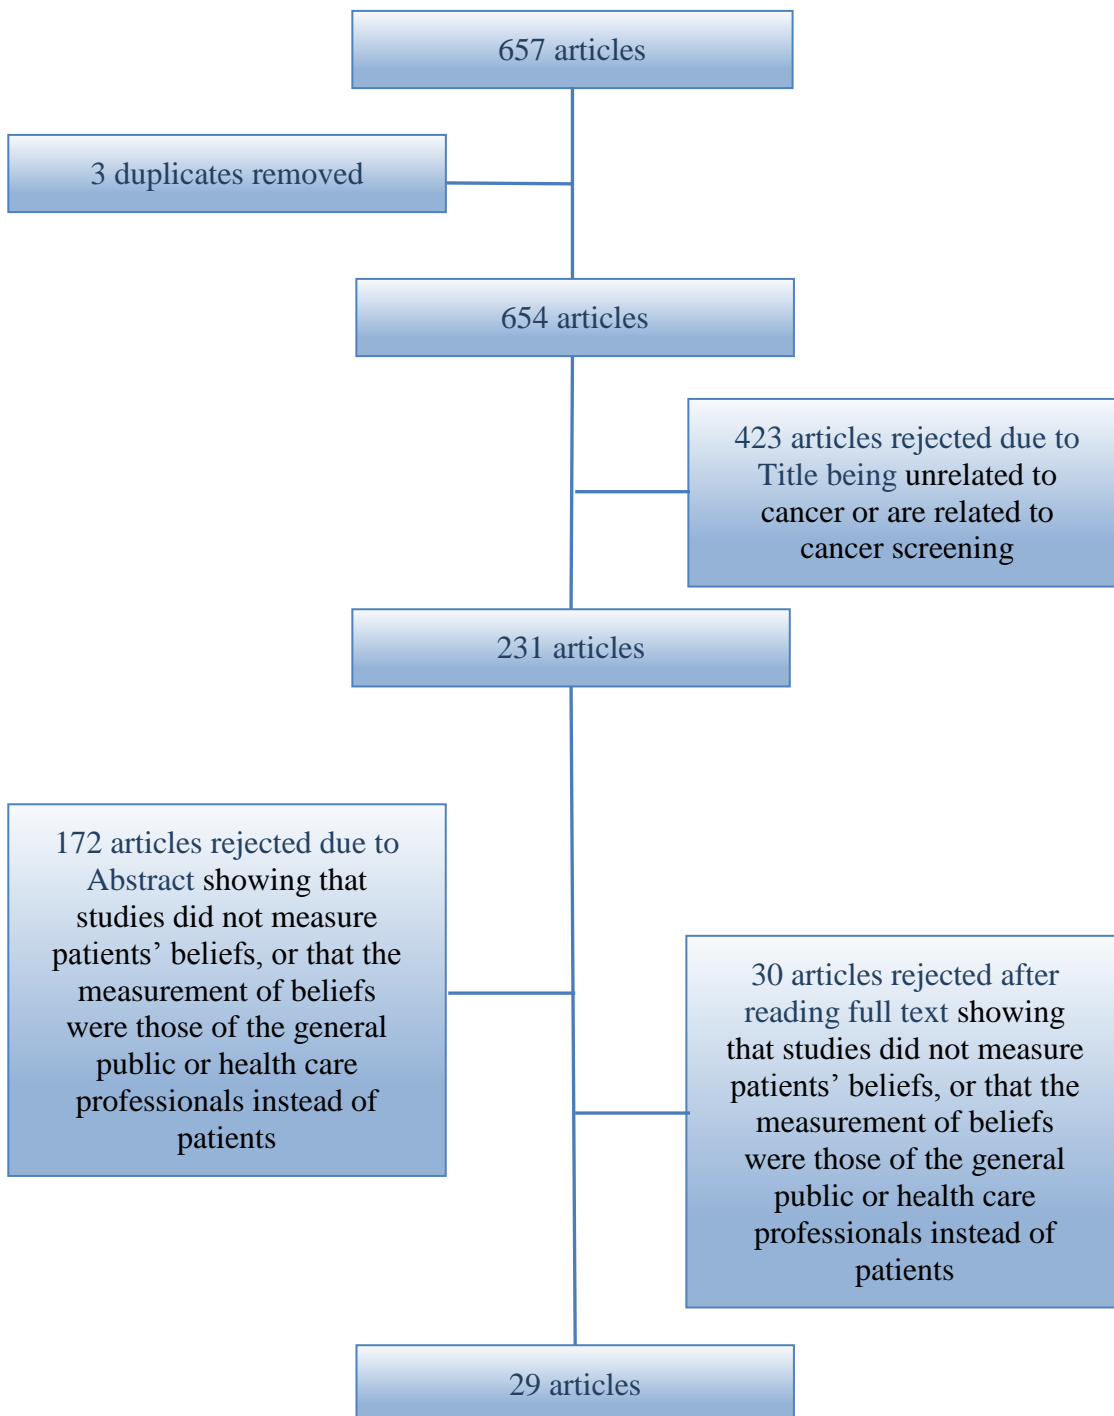 657 articles
3 duplicates removed
654 articles
423 articles rejected due to
Title being unrelated to
cancer or are related to
cancer screening
231 articles
172 articles rejected due to
Abstract showing that
studies did not measure
patients’ beliefs, or that the
measurement of beliefs
were those of the general
public or health care
professionals instead of
patients
30 articles rejected after
reading full text showing
that studies did not measure
patients’ beliefs, or that the
measurement of beliefs
were those of the general
public or health care
professionals instead of
patients
29 articles